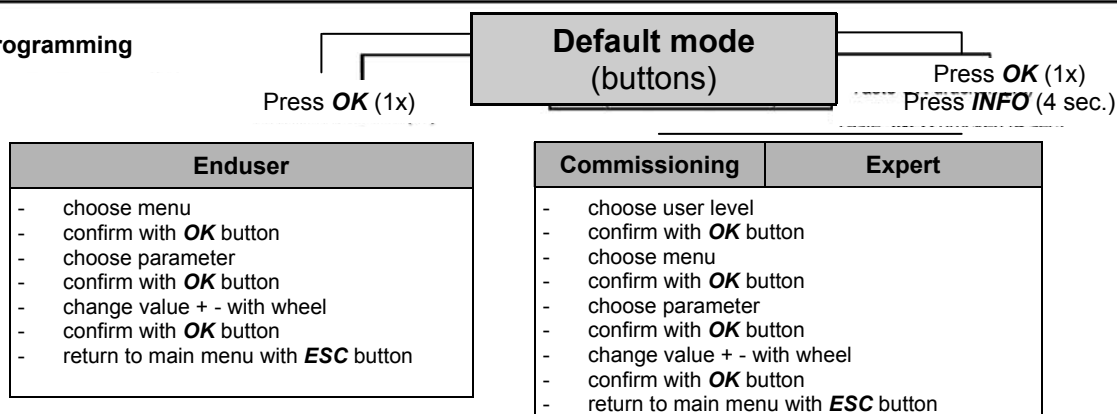 rogramming
Default mode
(buttons)
Press OK (1x)
Press OK (1x)
Press INFO (4 sec.)
Enduser
- choose menu
- confirm with OK button
- choose parameter
- confirm with OK button
- change value + - with wheel
- confirm with OK button
- return to main menu with ESC button
Commissioning Expert
- choose user level
- confirm with OK button
- choose menu
- confirm with OK button
- choose parameter
- confirm with OK button
- change value + - with wheel
- confirm with OK button
- return to main menu with ESC button